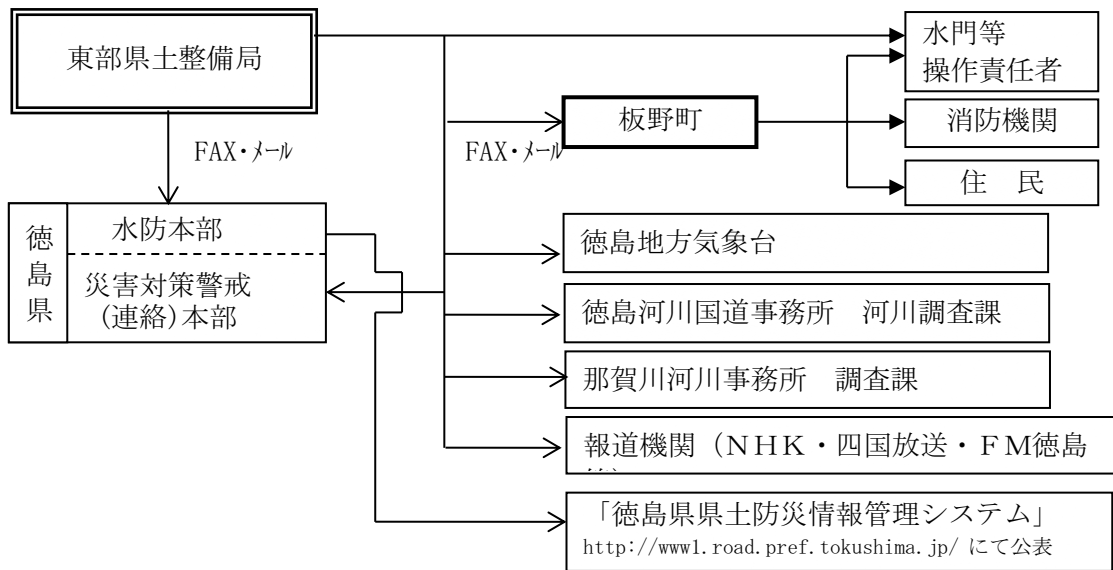 東部県土整備局
水門等
操作責任者
FAX・メール
FAX・メール
板野町
消防機関
住　民
徳島県
水防本部
災害対策警戒
(連絡)本部
徳島地方気象台
徳島河川国道事務所　河川調査課
那賀川河川事務所　調査課
報道機関（ＮＨＫ・四国放送・ＦＭ徳島
「徳島県県土防災情報管理システム」
http://www1.road.pref.tokushima.jp/ にて公表